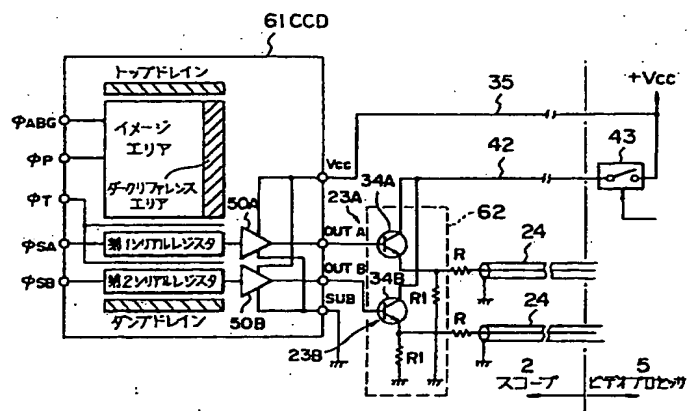 61 CCD
トップドレイン
イメージ
エリア
ダークリファレンス
エリア
φABG
φP
φT
φSA
φSB
第1シリアルレジスタ
第2シリアルレジスタ
ダンプドレイン
50A
50B
Vcc
OUT A
OUT B
SUB
23A
34A
34B
23B
62
R1
R1
R
R
35
42
+Vcc
43
24
24
2
スコープ
5
ビデオプロセッサ